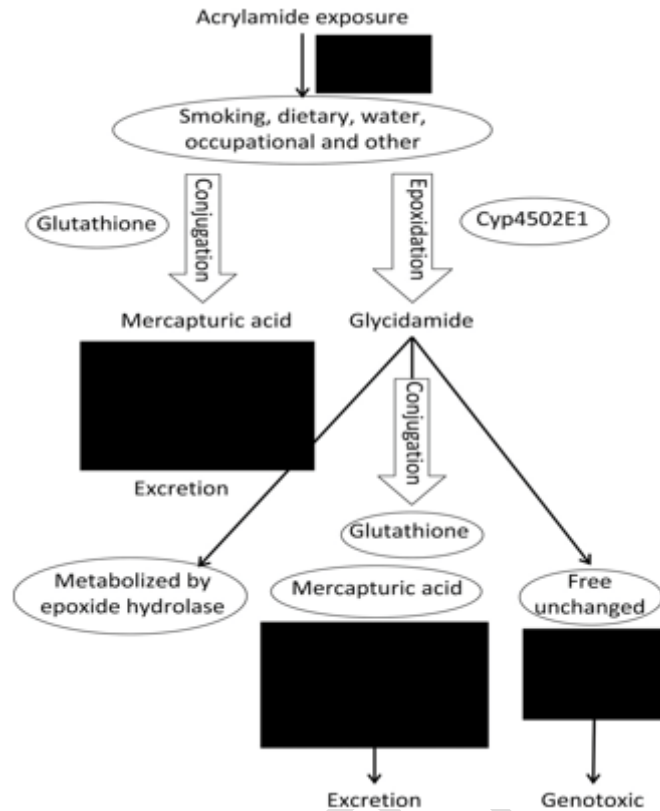 Acrylamide exposure
Smoking, dietary, water,
occupational and other
Glutathione
Conjugation
Epoxidation
Cyp4502E1
Mercapturic acid
Glycidamide
Conjugation
Excretion
Glutathione
Metabolized by
epoxide hydrolase
Mercapturic acid
Free
unchanged
Excretion
Genotoxic